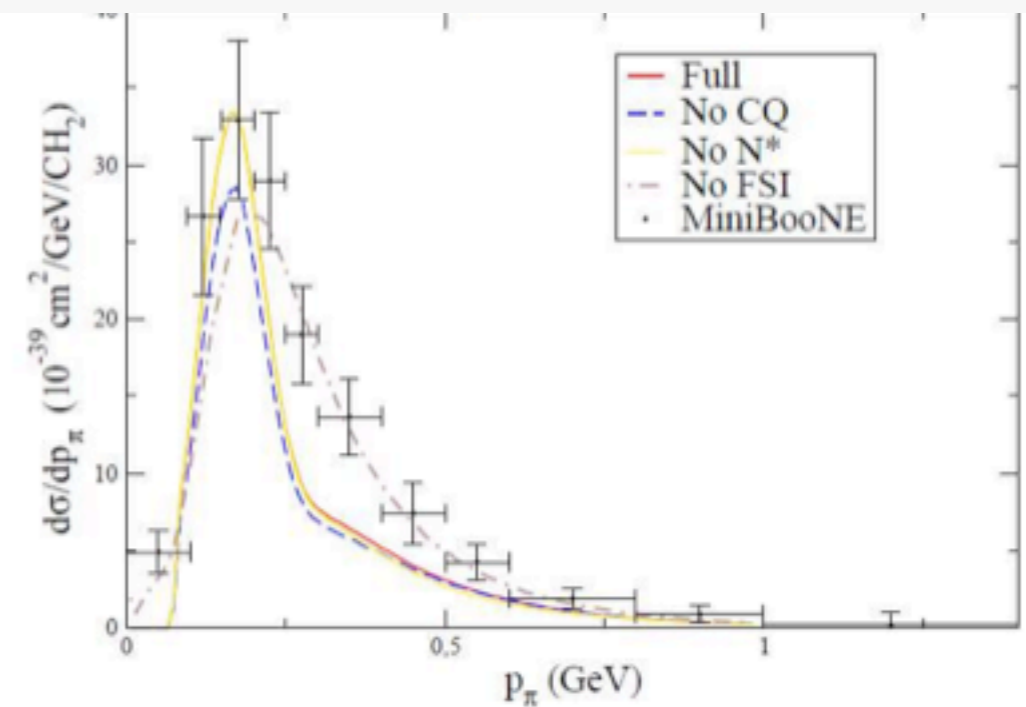 40
Full
No CQ
No N*
No FSI
MiniBooNE
30
20
10
0
dσ/dp_π (10^-39 cm^2/GeV/CH_2)
0 0,5 1
p_π (GeV)